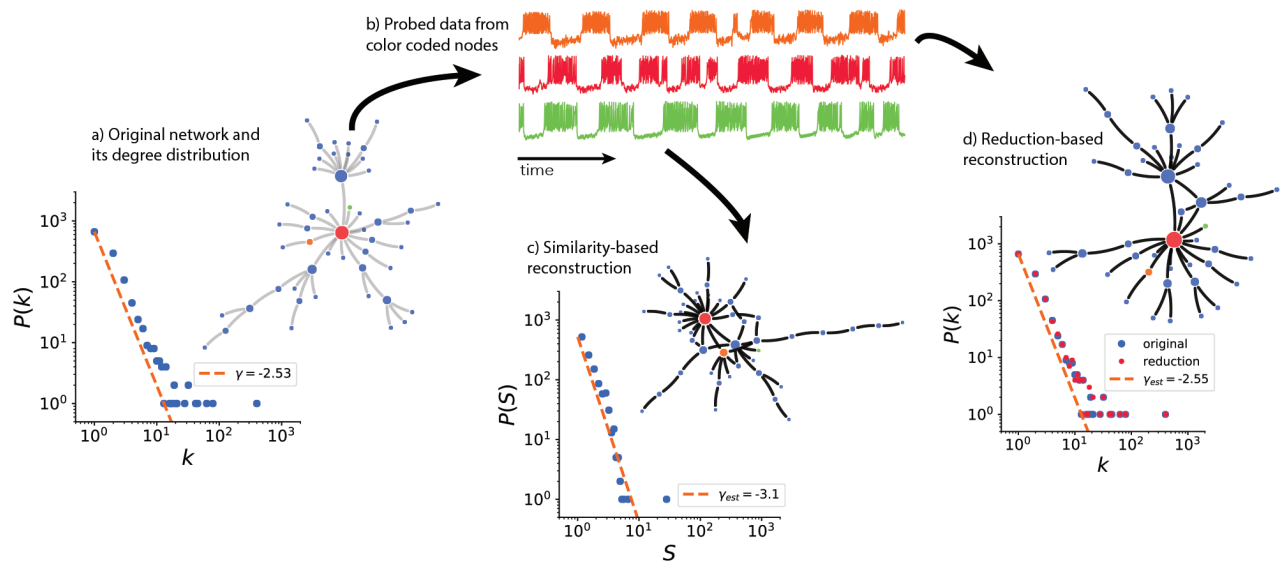 b) Probed data from
color coded nodes
time
a) Original network and
its degree distribution
10³
10²
10¹
10⁰
P(k)
γ = -2.53
10⁰ 10¹ 10² 10³
k
c) Similarity-based
reconstruction
10³
10²
10¹
10⁰
P(S)
γest = -3.1
10⁰ 10¹ 10² 10³
S
d) Reduction-based
reconstruction
10³
10²
10¹
10⁰
P(k)
original
reduction
γest = -2.55
10⁰ 10¹ 10² 10³
k